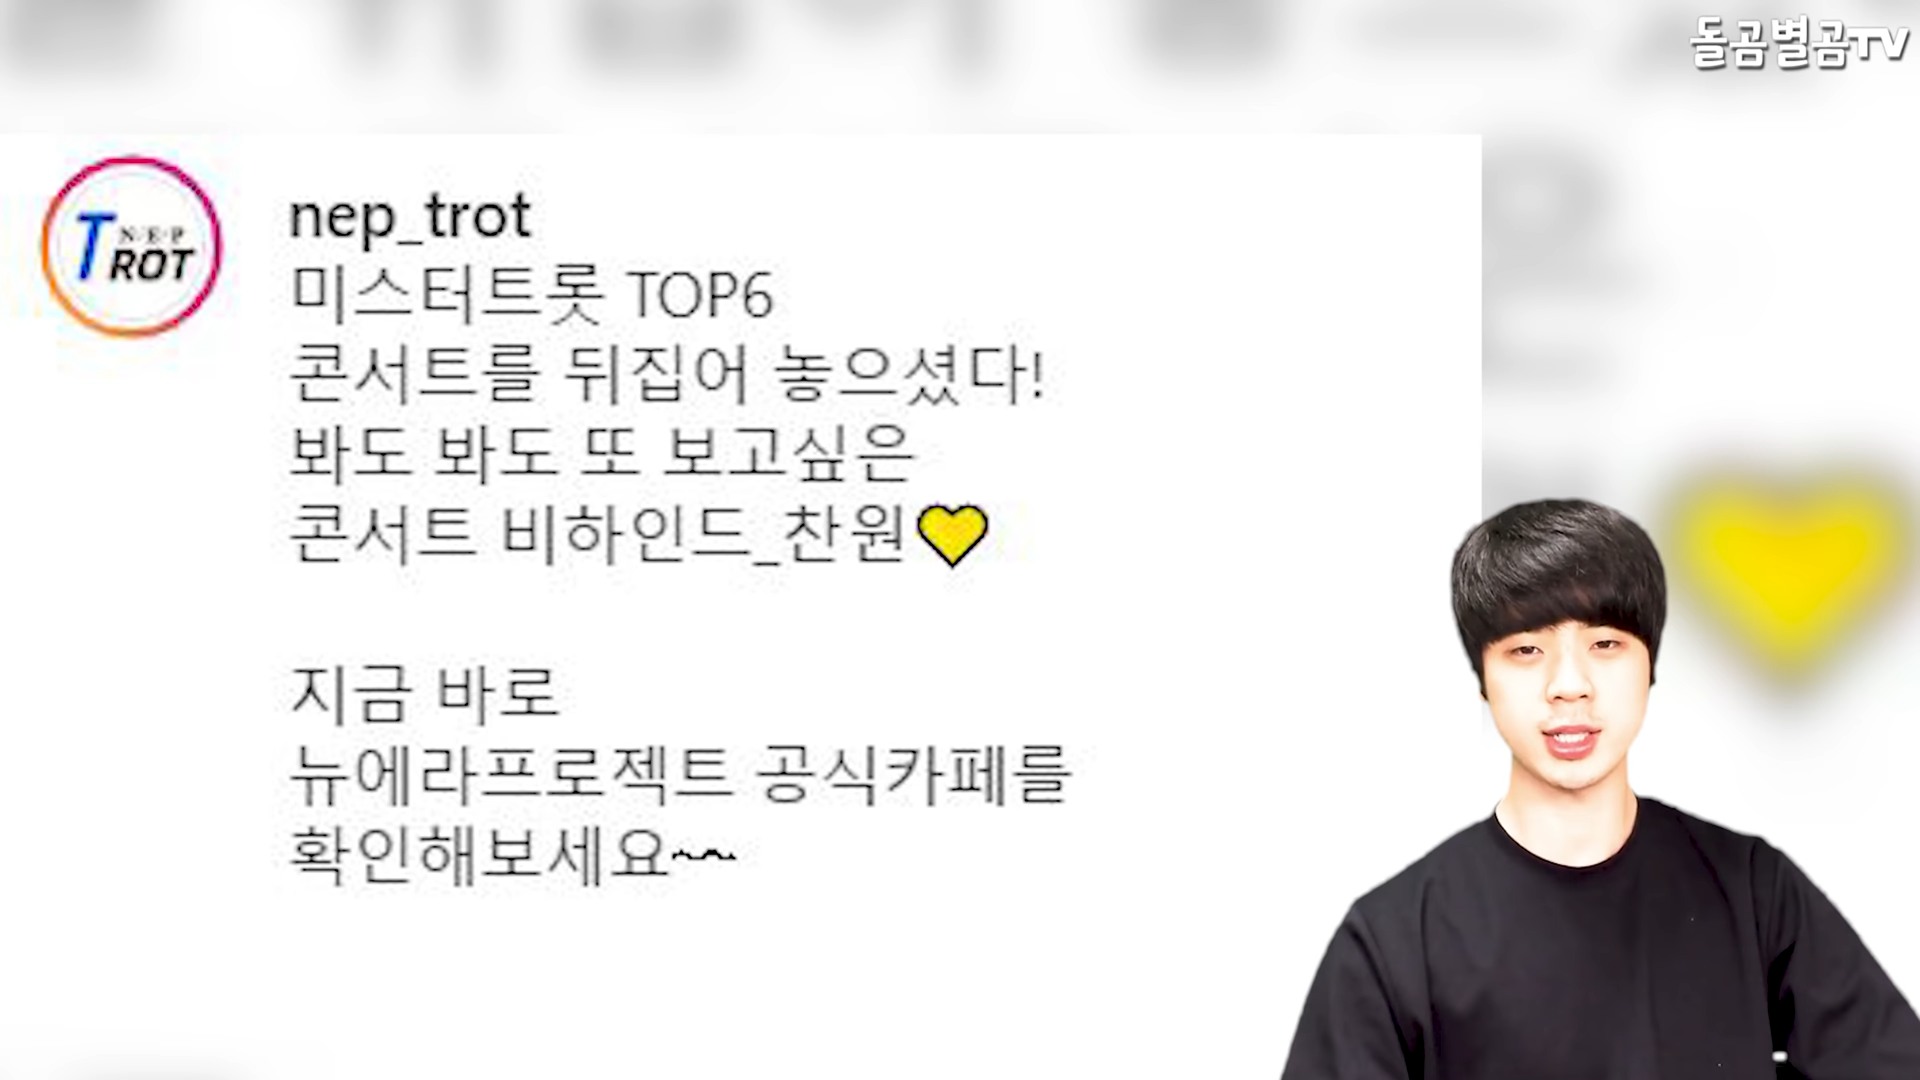 돌곰별곰TV
T N·E·P ROT
nep_trot
미스터트롯 TOP6
콘서트를 뒤집어 놓으셨다!
봐도 봐도 또 보고싶은
콘서트 비하인드_찬원💛
지금 바로
뉴에라프로젝트 공식카페를
확인해보세요~~